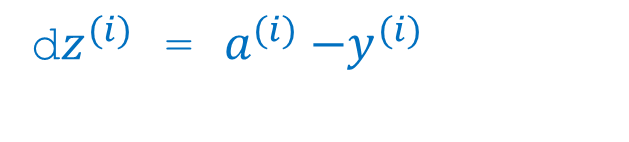 dz^{(i)} = a^{(i)} − y^{(i)}